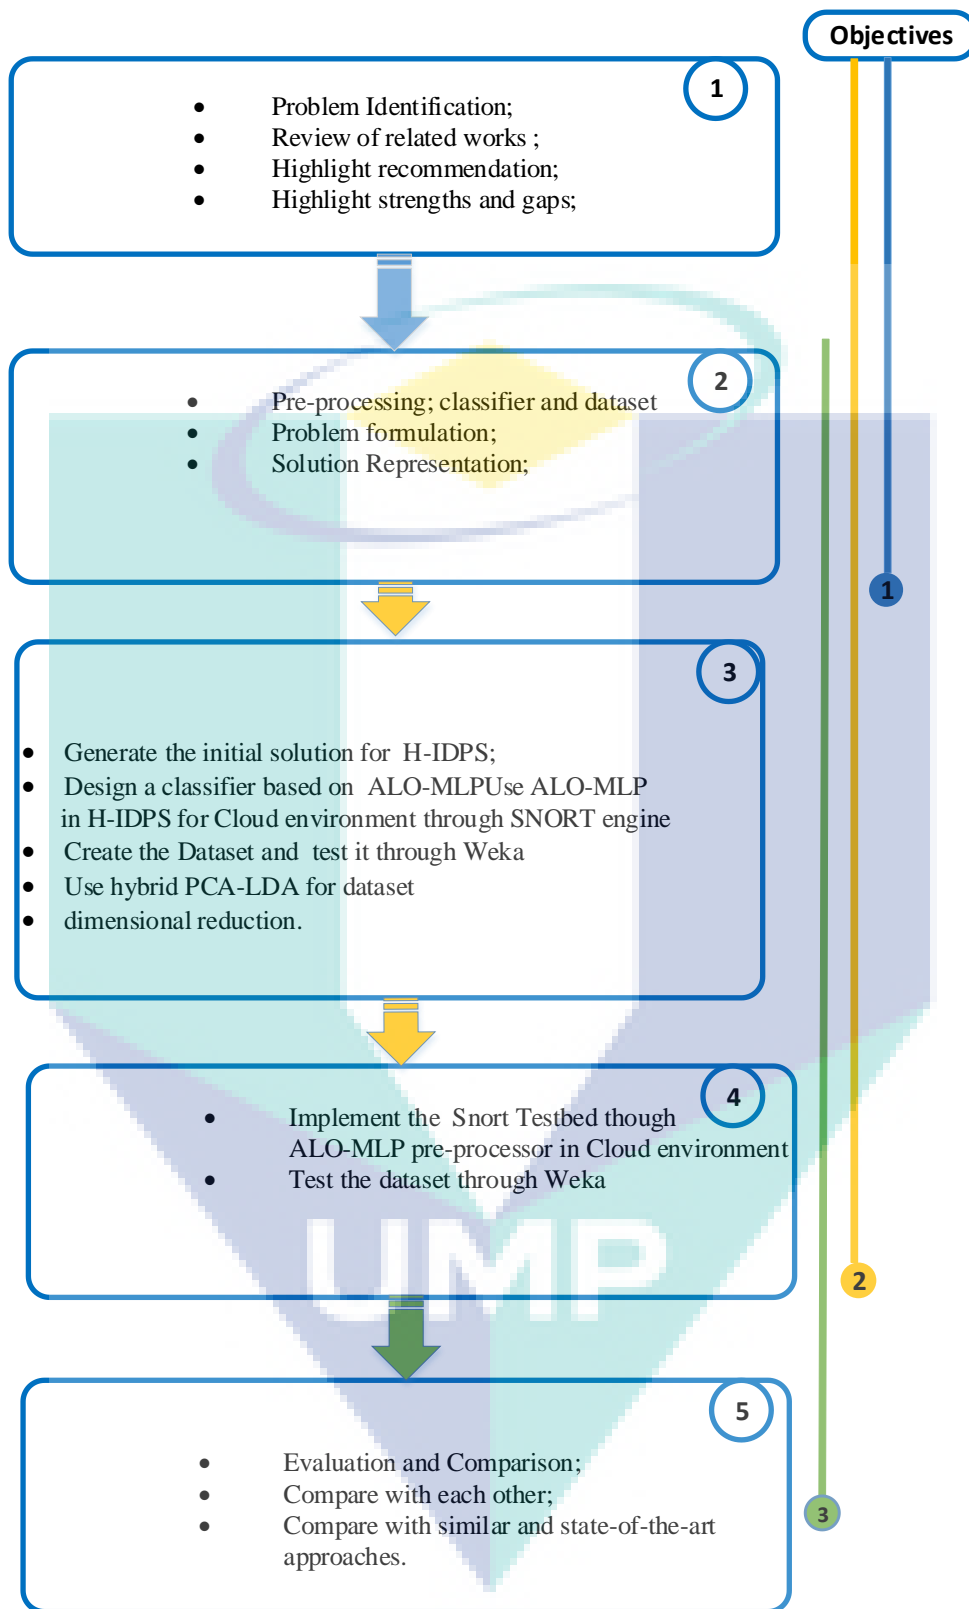 Objectives
1
• Problem Identification;
• Review of related works ;
• Highlight recommendation;
• Highlight strengths and gaps;
2
• Pre-processing; classifier and dataset
• Problem formulation;
• Solution Representation;
1
3
• Generate the initial solution for H-IDPS;
• Design a classifier based on ALO-MLPUse ALO-MLP
in H-IDPS for Cloud environment through SNORT engine
• Create the Dataset and test it through Weka
• Use hybrid PCA-LDA for dataset
• dimensional reduction.
4
• Implement the Snort Testbed though
ALO-MLP pre-processor in Cloud environment
• Test the dataset through Weka
UMP
2
5
• Evaluation and Comparison;
• Compare with each other;
• Compare with similar and state-of-the-art
approaches.
3